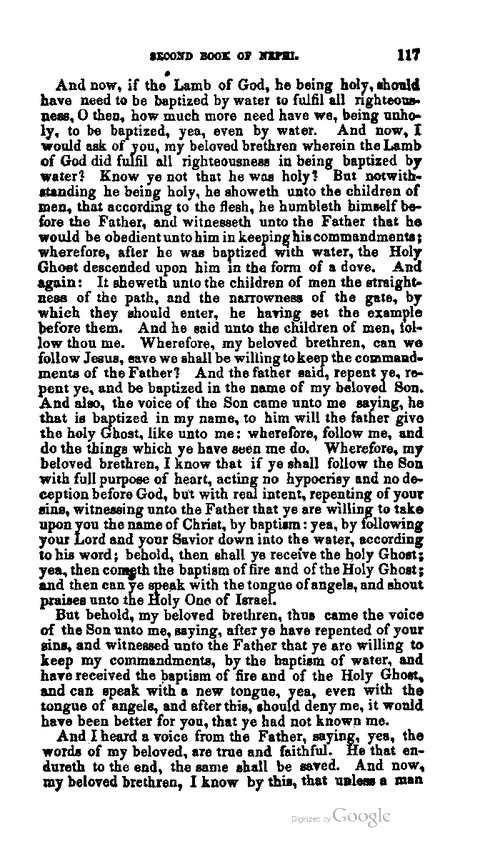 SECOND BOOK OF NEPHI. 117
And now, if the Lamb of God, he being holy, should
have need to be baptized by water to fulfil all righteous-
ness, O then, how much more need have we, being unho-
ly, to be baptized, yea, even by water. And now, I
would ask of you, my beloved brethren wherein the Lamb
of God did fulfil all righteousness in being baptized by
water? Know ye not that he was holy? But notwith-
standing he being holy, he showeth unto the children of
men, that according to the flesh, he humbleth himself be-
fore the Father, and witnesseth unto the Father that he
would be obedient unto him in keeping his commandments;
wherefore, after he was baptized with water, the Holy
Ghost descended upon him in the form of a dove. And
again: It sheweth unto the children of men the straight-
ness of the path, and the narrowness of the gate, by
which they should enter, he having set the example
before them. And he said unto the children of men, fol-
low thou me. Wherefore, my beloved brethren, can we
follow Jesus, save we shall be willing to keep the command-
ments of the Father? And the father said, repent ye, re-
pent ye, and be baptized in the name of my beloved Son.
And also, the voice of the Son came unto me saying, he
that is baptized in my name, to him will the father give
the holy Ghost, like unto me: wherefore, follow me, and
do the things which ye have seen me do. Wherefore, my
beloved brethren, I know that if ye shall follow the Son
with full purpose of heart, acting no hypocrisy and no de-
ception before God, but with real intent, repenting of your
sins, witnessing unto the Father that ye are willing to take
upon you the name of Christ, by baptism: yea, by following
your Lord and your Savior down into the water, according
to his word; behold, then shall ye receive the holy Ghost;
yea, then cometh the baptism of fire and of the Holy Ghost;
and then can ye speak with the tongue of angels, and shout
praises unto the Holy One of Israel.
But behold, my beloved brethren, thus came the voice
of the Son unto me, saying, after ye have repented of your
sins, and witnessed unto the Father that ye are willing to
keep my commandments, by the baptism of water, and
have received the baptism of fire and of the Holy Ghost,
and can speak with a new tongue, yea, even with the
tongue of angels, and after this, should deny me, it would
have been better for you, that ye had not known me.
And I heard a voice from the Father, saying, yea, the
words of my beloved, are true and faithful. He that en-
dureth to the end, the same shall be saved. And now,
my beloved brethren, I know by this, that unless a man
Digitized by Google